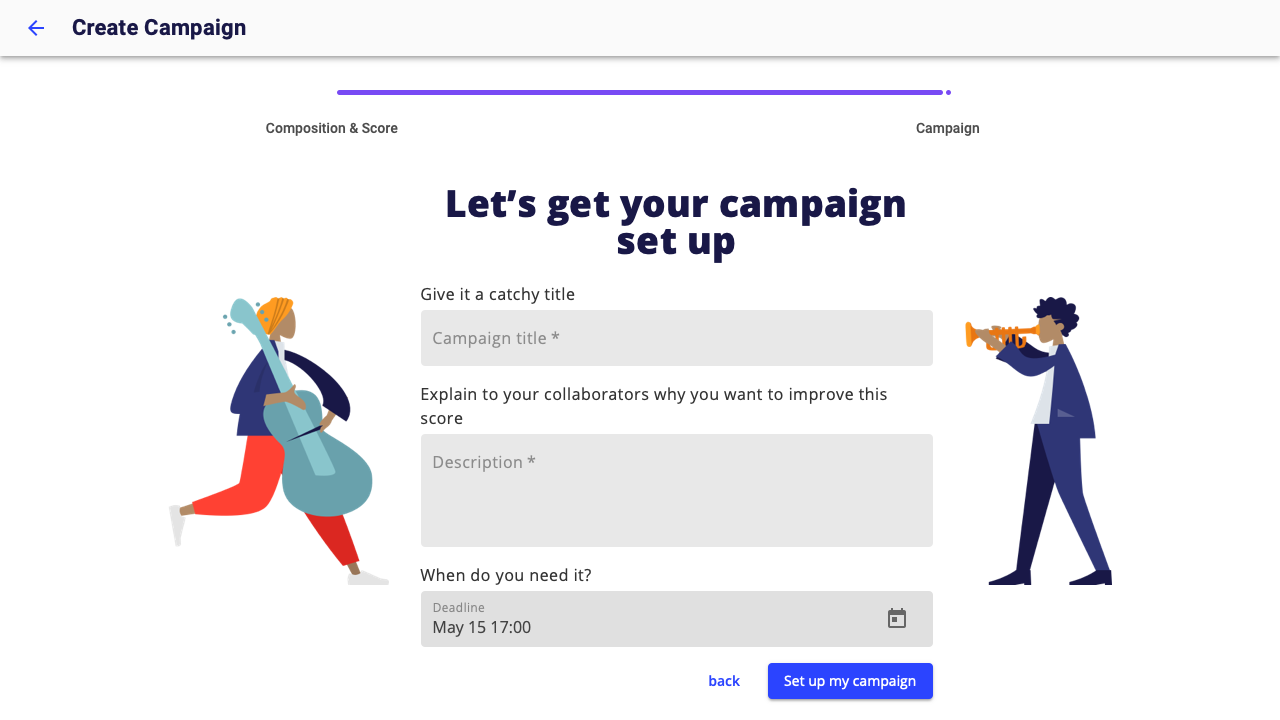 Create Campaign
Composition & Score
Campaign
Let’s get your campaign
set up
Give it a catchy title
Campaign title *
Explain to your collaborators why you want to improve this
score
Description *
When do you need it?
Deadline
May 15 17:00
back
Set up my campaign